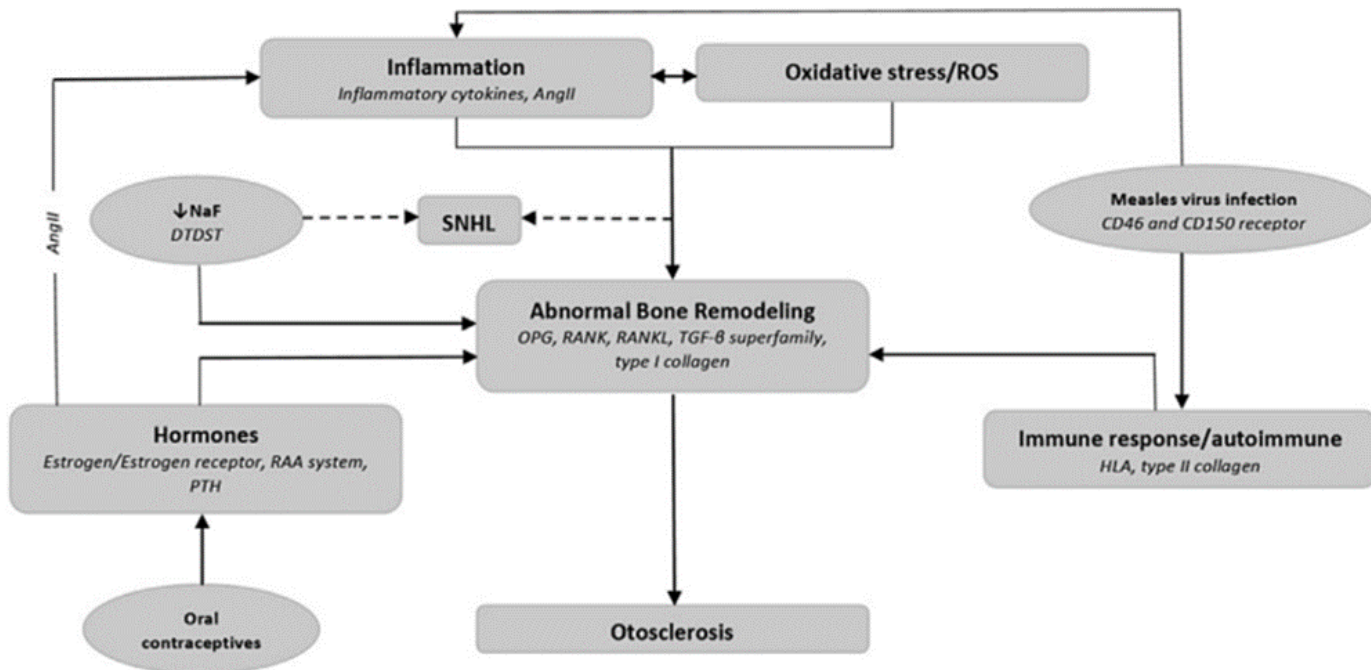 Inflammation
Inflammatory cytokines, AngII
Oxidative stress/ROS
AngII
↓NaF
DTDST
SNHL
Measles virus infection
CD46 and CD150 receptor
Abnormal Bone Remodeling
OPG, RANK, RANKL, TGF-β superfamily,
type I collagen
Hormones
Estrogen/Estrogen receptor, RAA system,
PTH
Immune response/autoimmune
HLA, type II collagen
Oral
contraceptives
Otosclerosis